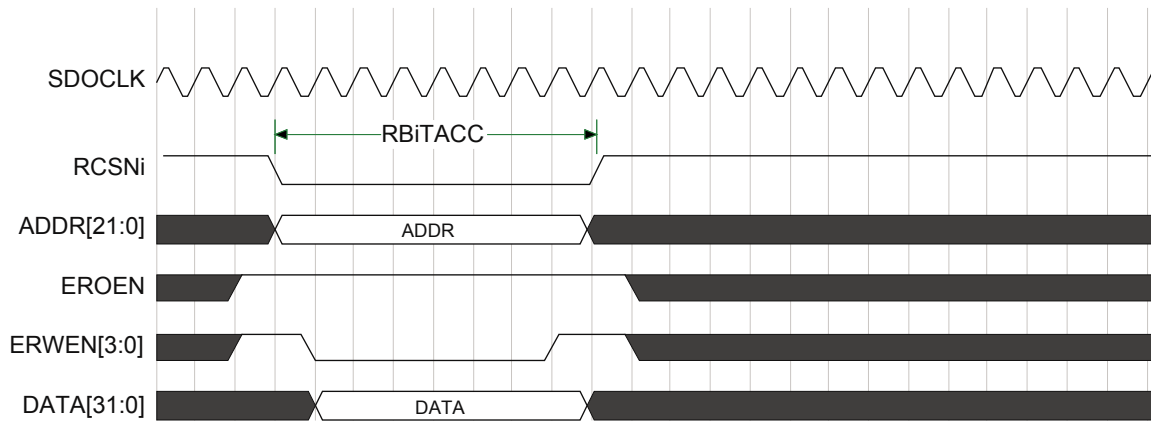 SDOCLK
RBiTACC
RCSNi
ADDR[21:0]
ADDR
EROEN
ERWEN[3:0]
DATA[31:0]
DATA